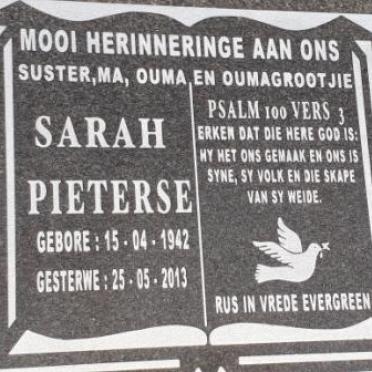 MOOI HERINNERINGE AAN ONS
SUSTER, MA, OUMA EN OUMAGROOTJIE
SARAH
PIETERSE
GEBORE : 15 - 04 - 1942
GESTERWE : 25 - 05 - 2013
PSALM 100 VERS 3
ERKEN DAT DIE HERE GOD IS:
HY HET ONS GEMAAK EN ONS IS
SYNE, SY VOLK EN DIE SKAPE
VAN SY WEIDE.
RUS IN VREDE EVERGREEN